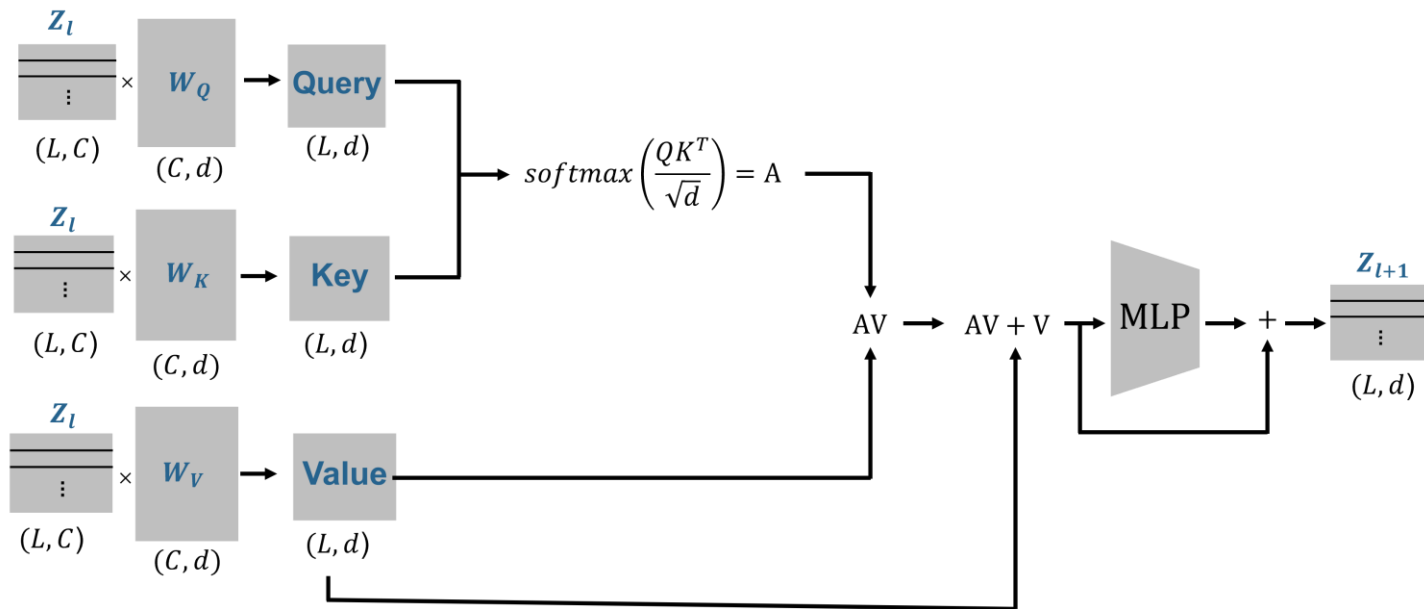 Z_l
× W_Q Query
⋮
(L, C)
(C, d)
(L, d)
softmax(QK^T / √d) = A
Z_l
× W_K Key
⋮
(L, C)
(C, d)
(L, d)
AV
AV + V
MLP
+
Z_{l+1}
⋮
(L, d)
Z_l
× W_V Value
⋮
(L, C)
(C, d)
(L, d)